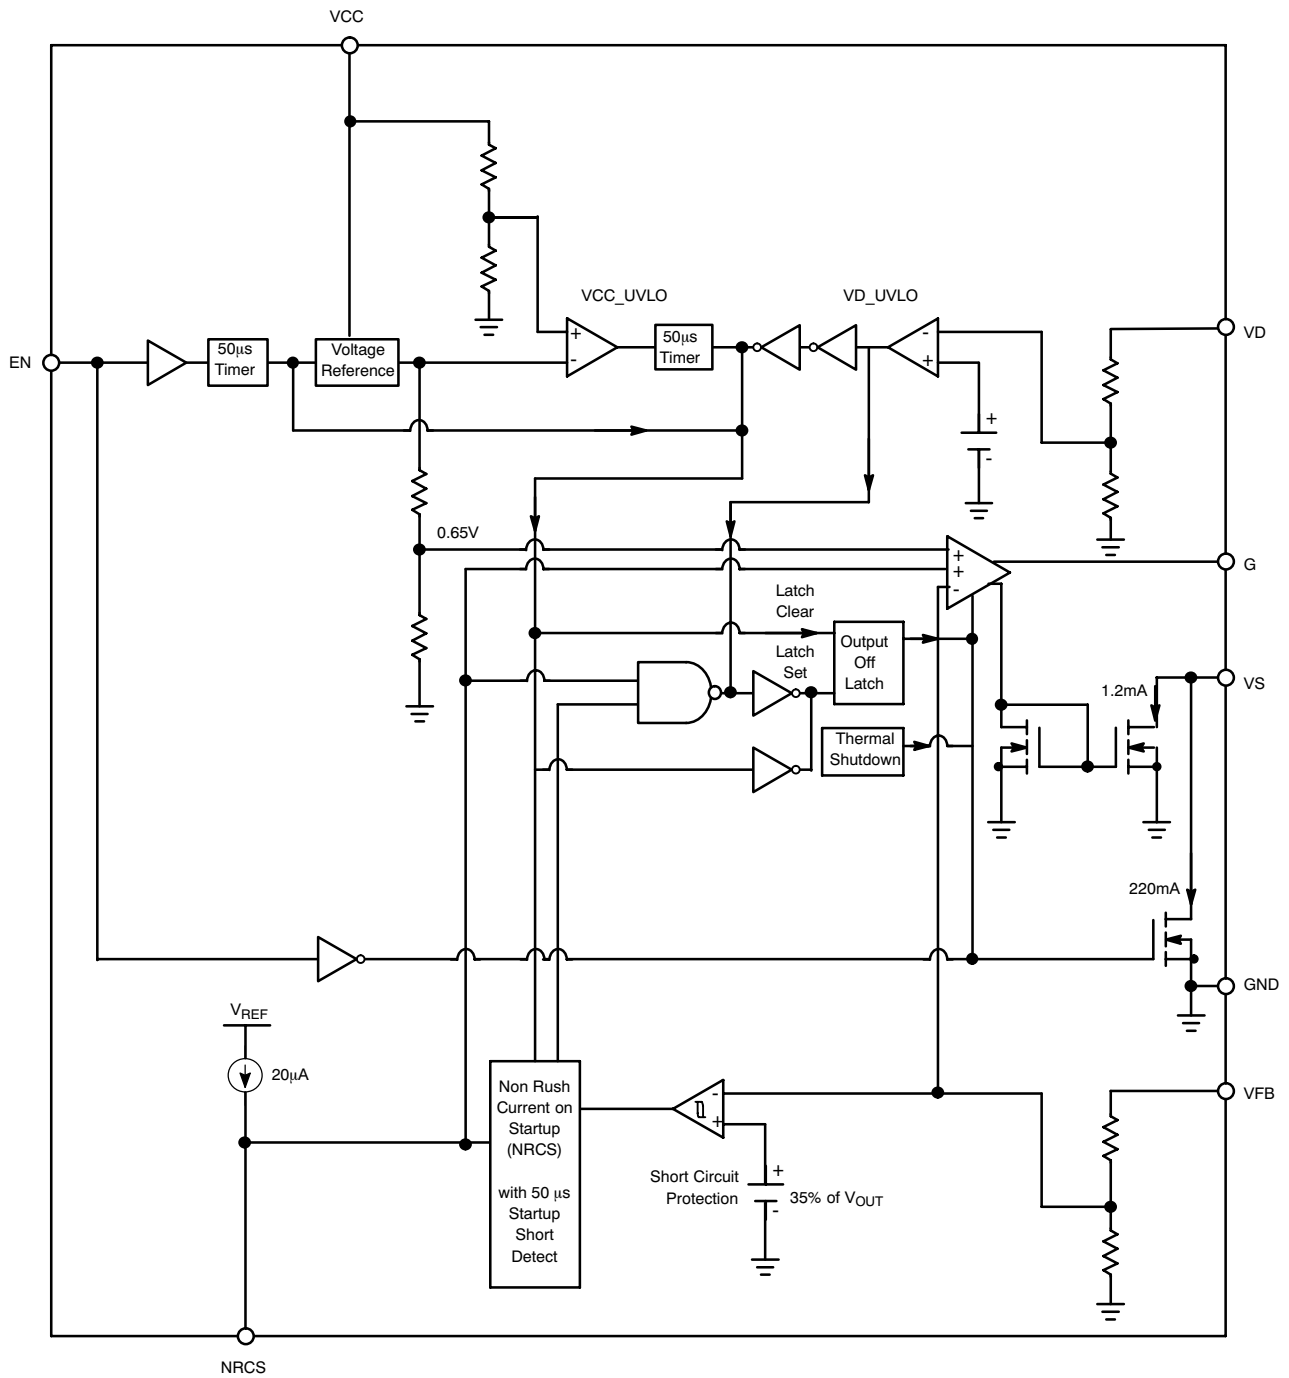 VCC
VCC_UVLO
VD_UVLO
+
-
50μs
Timer
-
+
VD
EN
50μs
Timer
Voltage
Reference
+
-
0.65V
+
+
-
G
Latch
Clear
Latch
Set
Output
Off
Latch
1.2mA
VS
Thermal
Shutdown
220mA
GND
VREF
20μA
Non Rush
Current on
Startup
(NRCS)
with 50 μs
Startup
Short
Detect
-
+
VFB
Short Circuit
Protection
+
-
35% of VOUT
NRCS